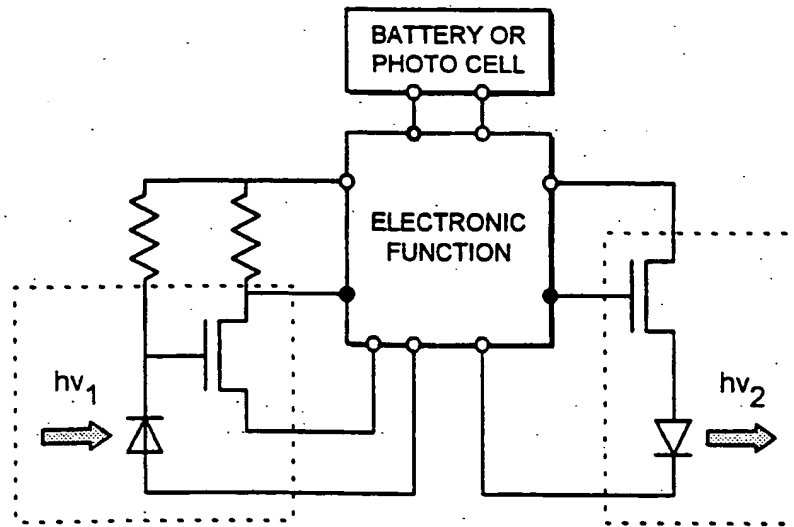 BATTERY OR
PHOTO CELL
ELECTRONIC
FUNCTION
hv1
hv2